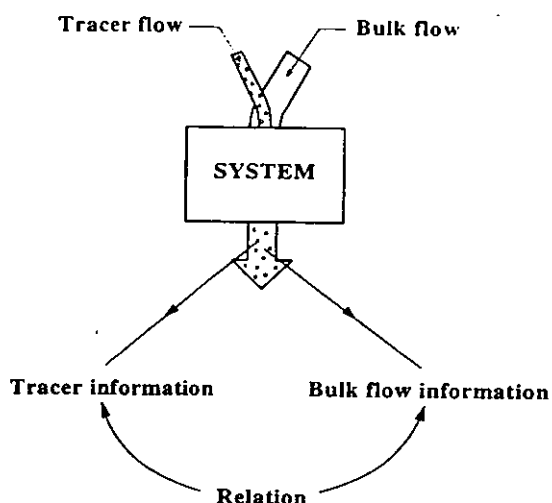 Tracer flow
Bulk flow
SYSTEM
Tracer information
Bulk flow information
Relation